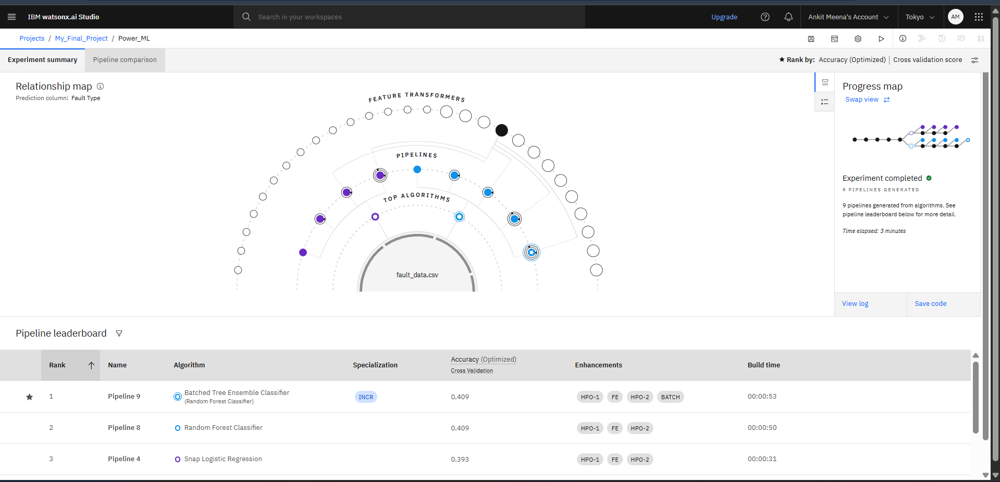 IBM watsonx.ai Studio
Search in your workspaces
Upgrade
Ankit Meena's Account
Tokyo
AM
Projects / My_Final_Project / Power_ML
Experiment summary
Pipeline comparison
Rank by: Accuracy (Optimized) | Cross validation score
Relationship map
Prediction column: Fault Type
FEATURE TRANSFORMERS
PIPELINES
TOP ALGORITHMS
fault_data.csv
Progress map
Swap view
Experiment completed
9 PIPELINES GENERATED
9 pipelines generated from algorithms. See
pipeline leaderboard below for more detail.
Time elapsed: 3 minutes
View log
Save code
Pipeline leaderboard
Rank Name Algorithm Specialization Accuracy (Optimized) Enhancements Build time
Cross Validation
1 Pipeline 9 Batched Tree Ensemble Classifier INCR 0.409 HPO-1 FE HPO-2 BATCH 00:00:53
(Random Forest Classifier)
2 Pipeline 8 Random Forest Classifier 0.409 HPO-1 FE HPO-2 00:00:50
3 Pipeline 4 Snap Logistic Regression 0.393 HPO-1 FE HPO-2 00:00:31